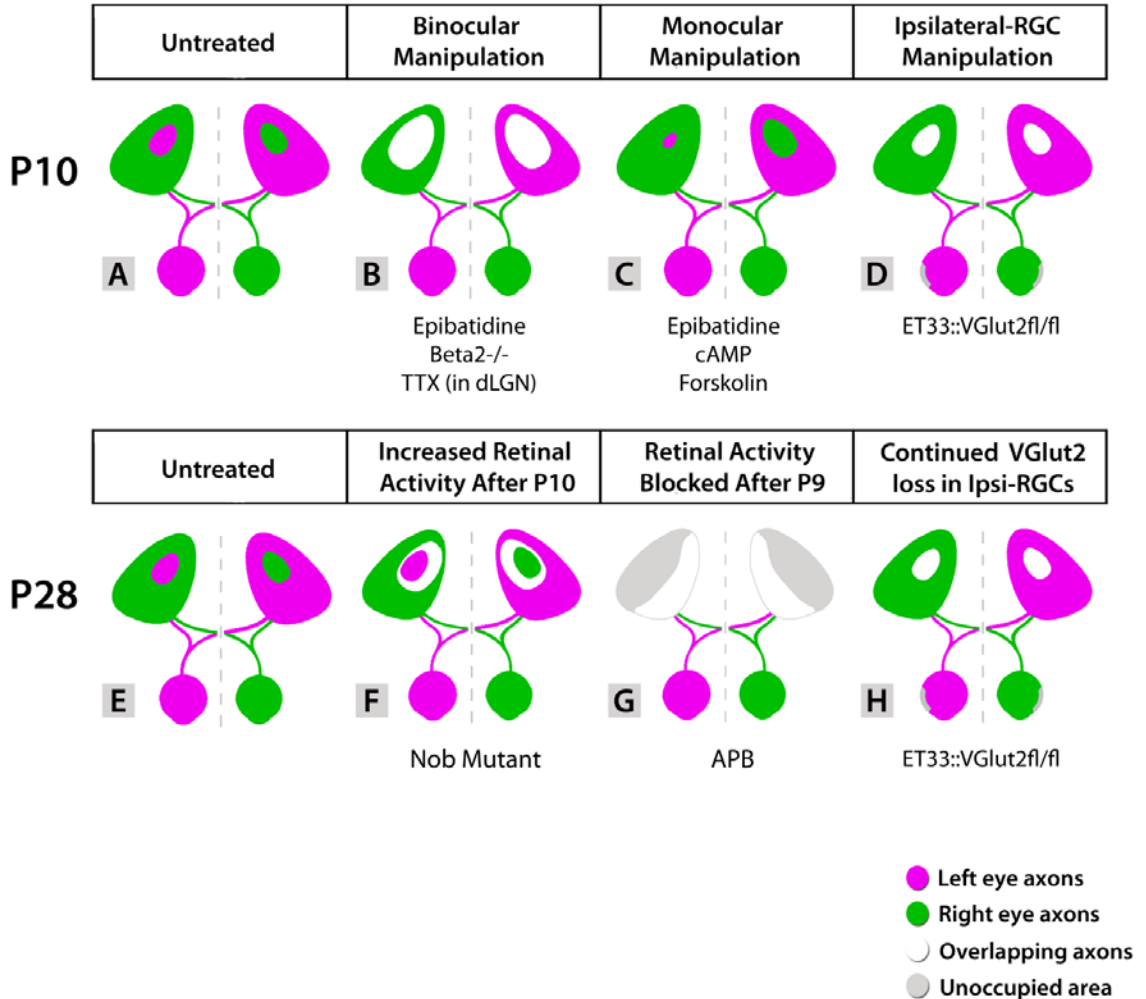 Untreated
Binocular
Manipulation
Monocular
Manipulation
Ipsilateral-RGC
Manipulation
P10
A
B
C
D
Epibatidine
Beta2-/-
TTX (in dLGN)
Epibatidine
cAMP
Forskolin
ET33::VGlut2fl/fl
Untreated
Increased Retinal
Activity After P10
Retinal Activity
Blocked After P9
Continued VGlut2
loss in Ipsi-RGCs
P28
E
F
G
H
Nob Mutant
APB
ET33::VGlut2fl/fl
Left eye axons
Right eye axons
Overlapping axons
Unoccupied area